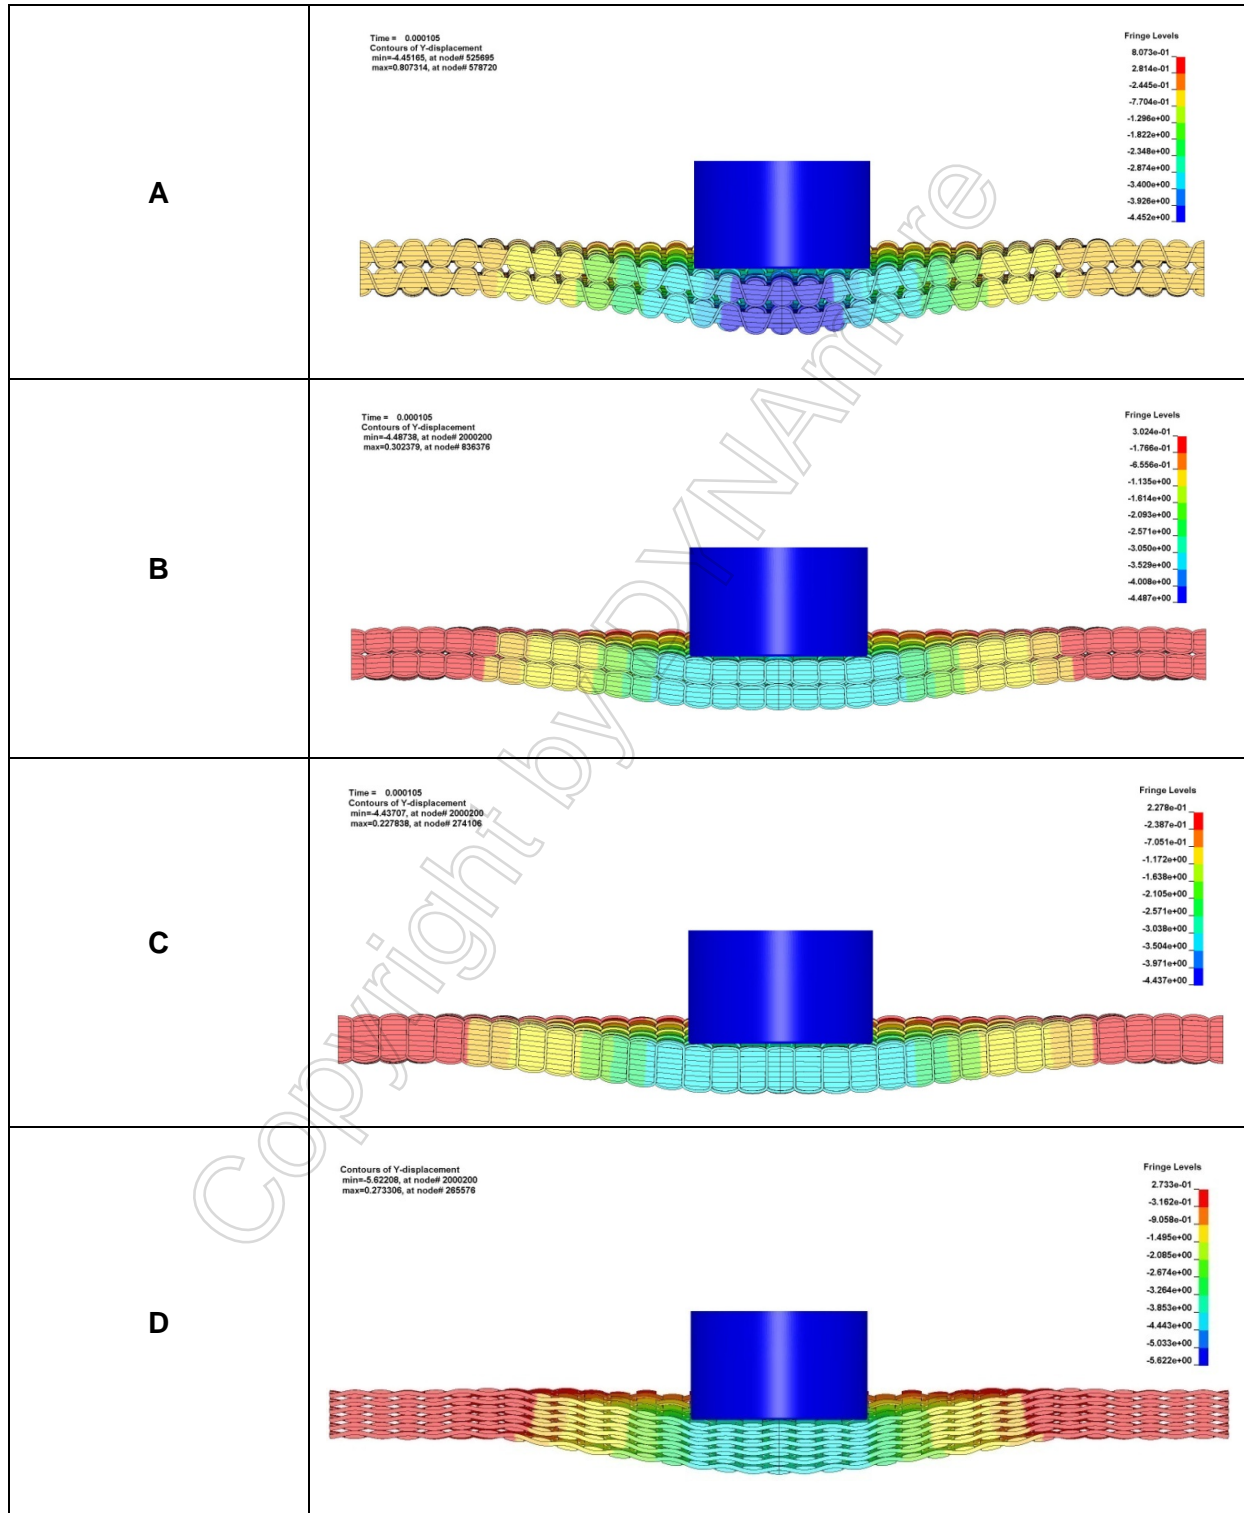 A
Time = 0.000105
Contours of Y-displacement
min=-4.45165, at node# 525695
max=0.807314, at node# 578720
Fringe Levels
8.073e-01
2.814e-01
-2.445e-01
-7.704e-01
-1.296e+00
-1.822e+00
-2.348e+00
-2.874e+00
-3.400e+00
-3.926e+00
-4.452e+00
B
Time = 0.000105
Contours of Y-displacement
min=-4.48738, at node# 2000200
max=0.302379, at node# 836376
Fringe Levels
3.024e-01
-1.766e-01
-6.556e-01
-1.135e+00
-1.614e+00
-2.093e+00
-2.571e+00
-3.050e+00
-3.529e+00
-4.008e+00
-4.487e+00
C
Time = 0.000105
Contours of Y-displacement
min=-4.43707, at node# 2000200
max=0.227838, at node# 274106
Fringe Levels
2.278e-01
-2.387e-01
-7.051e-01
-1.172e+00
-1.638e+00
-2.105e+00
-2.571e+00
-3.038e+00
-3.504e+00
-3.971e+00
-4.437e+00
D
Contours of Y-displacement
min=-5.62208, at node# 2000200
max=0.273306, at node# 265576
Fringe Levels
2.733e-01
-3.162e-01
-9.058e-01
-1.495e+00
-2.085e+00
-2.674e+00
-3.264e+00
-3.853e+00
-4.443e+00
-5.033e+00
-5.622e+00
Copyright by DYNAmore